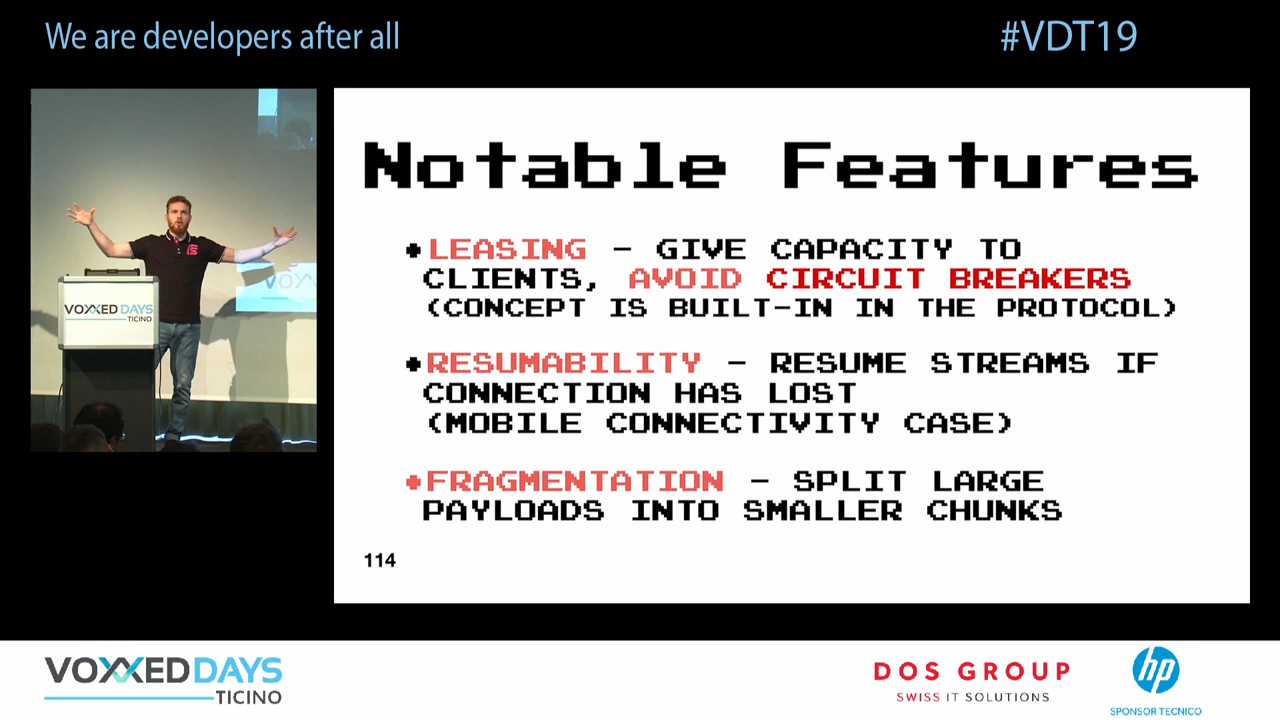 We are developers after all
#VDT19
VOXXED DAYS
TICINO
Notable Features
•LEASING – GIVE CAPACITY TO
CLIENTS, AVOID CIRCUIT BREAKERS
(CONCEPT IS BUILT-IN IN THE PROTOCOL)
•RESUMABILITY – RESUME STREAMS IF
CONNECTION HAS LOST
(MOBILE CONNECTIVITY CASE)
•FRAGMENTATION – SPLIT LARGE
PAYLOADS INTO SMALLER CHUNKS
114
VOXXED DAYS
TICINO
DOS GROUP
SWISS IT SOLUTIONS
hp
SPONSOR TECNICO